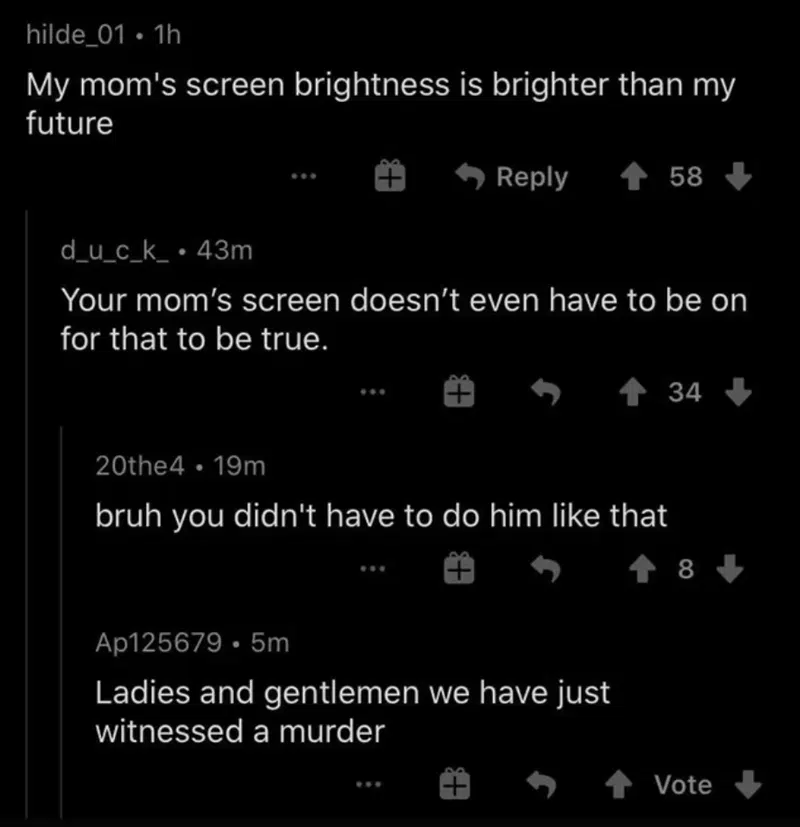 hilde_01 • 1h
My mom's screen brightness is brighter than my
future
Reply 58
d_u_c_k_ • 43m
Your mom’s screen doesn’t even have to be on
for that to be true.
34
20the4 • 19m
bruh you didn't have to do him like that
8
Ap125679 • 5m
Ladies and gentlemen we have just
witnessed a murder
Vote